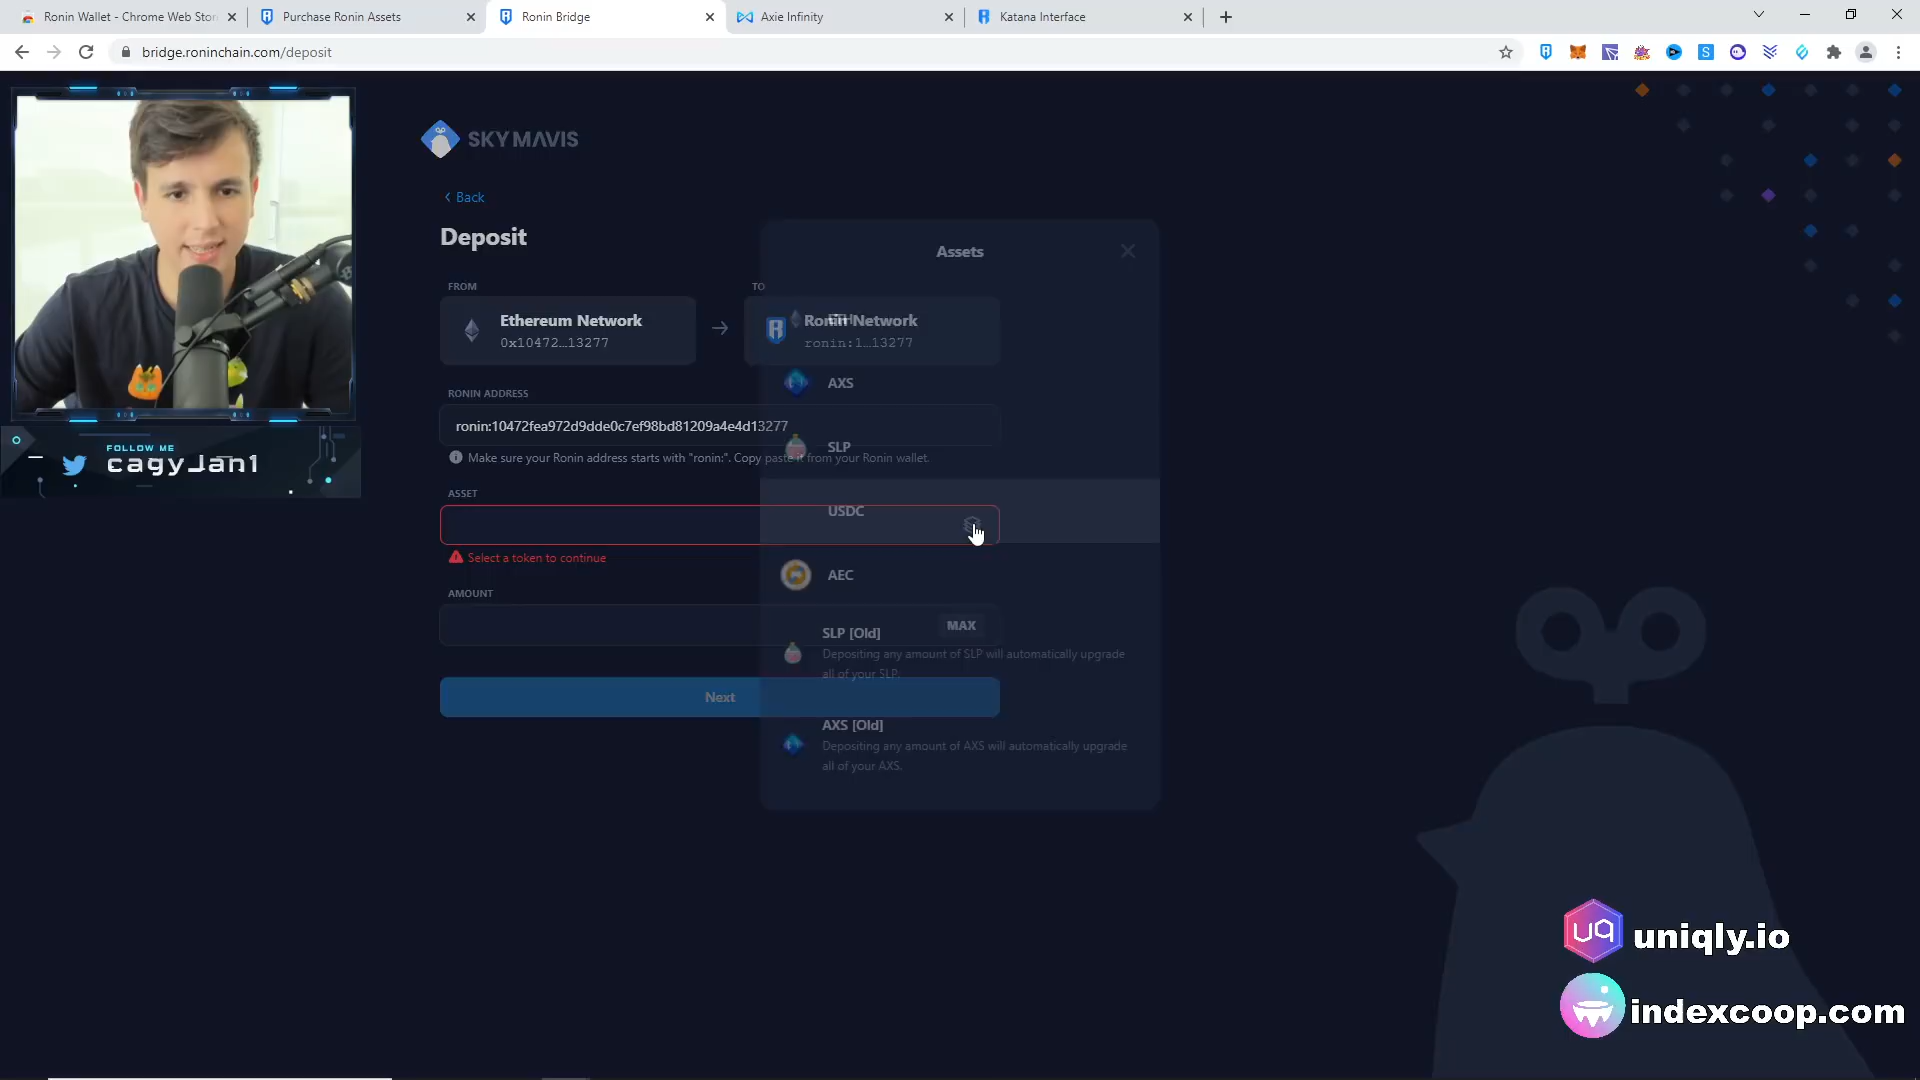 Ronin Wallet - Chrome Web Stor
Purchase Ronin Assets
Ronin Bridge
Axie Infinity
Katana Interface
bridge.roninchain.com/deposit
SKY MAVIS
Back
Deposit
Assets
FROM
TO
Ethereum Network
0x10472...13277
ETH
Ronin Network
ronin:1...13277
AXS
RONIN ADDRESS
ronin:10472fea972d9dde0c7ef98bd81209a4e4d13277
SLP
Make sure your Ronin address starts with "ronin:". Copy paste it from your Ronin wallet.
ASSET
USDC
Select a token to continue
AEC
AMOUNT
MAX
SLP [Old]
Depositing any amount of SLP will automatically upgrade
all of your SLP.
Next
AXS [Old]
Depositing any amount of AXS will automatically upgrade
all of your AXS.
FOLLOW ME
cagyJan1
uq
uniqly.io
indexcoop.com